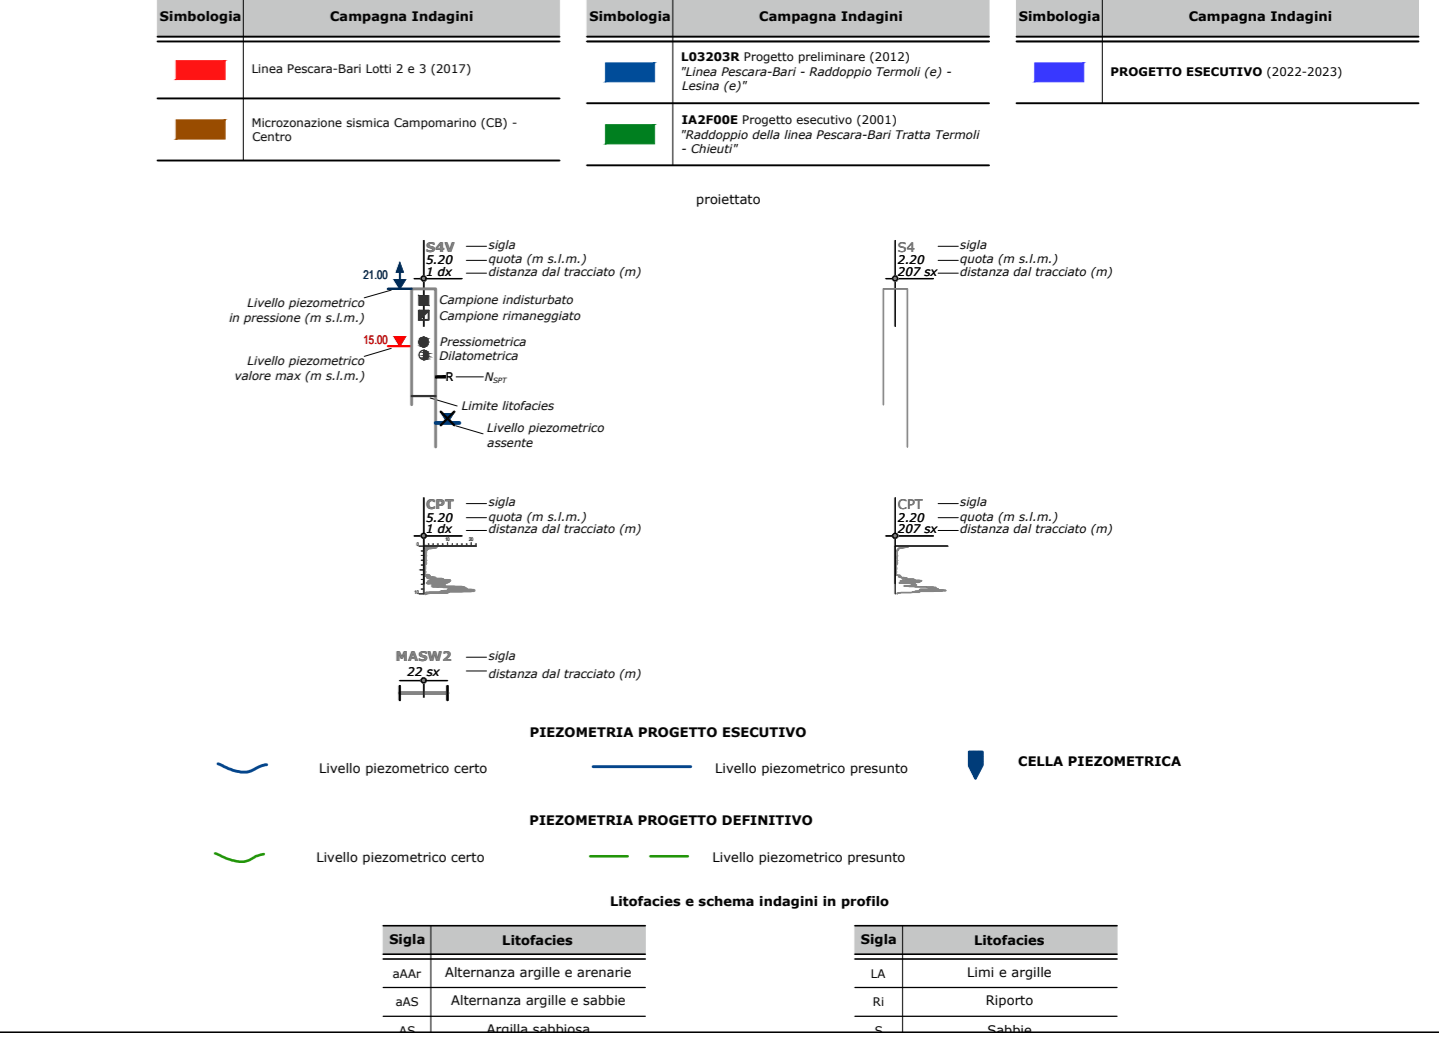 Simbologia Campagna Indagini
Linea Pescara-Bari Lotti 2 e 3 (2017)
Microzonazione sismica Campomarino (CB) -
Centro
Simbologia Campagna Indagini
L03203R Progetto preliminare (2012)
"Linea Pescara-Bari - Raddoppio Termoli (e) -
Lesina (e)"
IA2F00E Progetto esecutivo (2001)
"Raddoppio della linea Pescara-Bari Tratta Termoli
- Chieuti"
Simbologia Campagna Indagini
PROGETTO ESECUTIVO (2022-2023)
proiettato
S4V sigla
5.20 quota (m s.l.m.)
1 dx distanza dal tracciato (m)
21.00
Livello piezometrico
in pressione (m s.l.m.)
Campione indisturbato
Campione rimaneggiato
15.00
Livello piezometrico
valore max (m s.l.m.)
Pressiometrica
Dilatometrica
R NSPT
Limite litofacies
Livello piezometrico
assente
S4 sigla
2.20 quota (m s.l.m.)
207 sx distanza dal tracciato (m)
CPT sigla
5.20 quota (m s.l.m.)
1 dx distanza dal tracciato (m)
CPT sigla
2.20 quota (m s.l.m.)
207 sx distanza dal tracciato (m)
MASW2 sigla
22 sx distanza dal tracciato (m)
PIEZOMETRIA PROGETTO ESECUTIVO
Livello piezometrico certo
Livello piezometrico presunto
CELLA PIEZOMETRICA
PIEZOMETRIA PROGETTO DEFINITIVO
Livello piezometrico certo
Livello piezometrico presunto
Litofacies e schema indagini in profilo
Sigla Litofacies
aAAr Alternanza argille e arenarie
aAS Alternanza argille e sabbie
AS Argilla sabbiosa
Sigla Litofacies
LA Limi e argille
Ri Riporto
S Sabbie